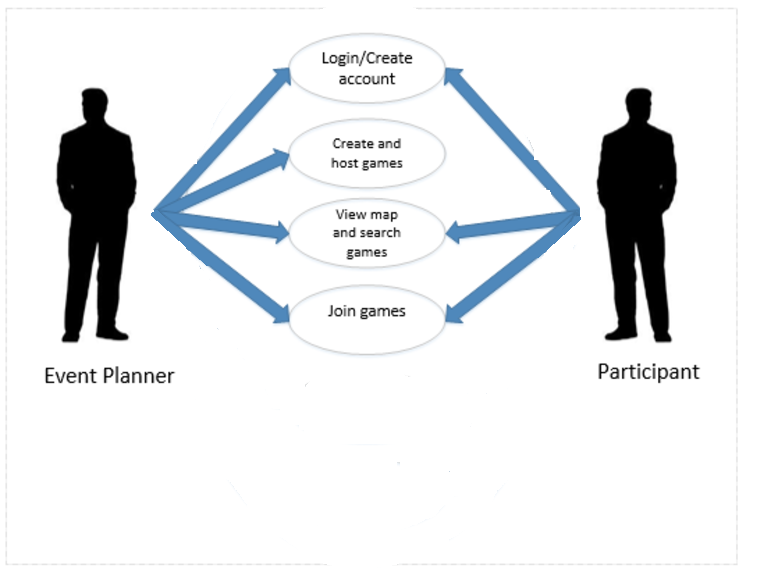 Login/Create
account
Create and
host games
View map
and search
games
Join games
Event Planner
Participant